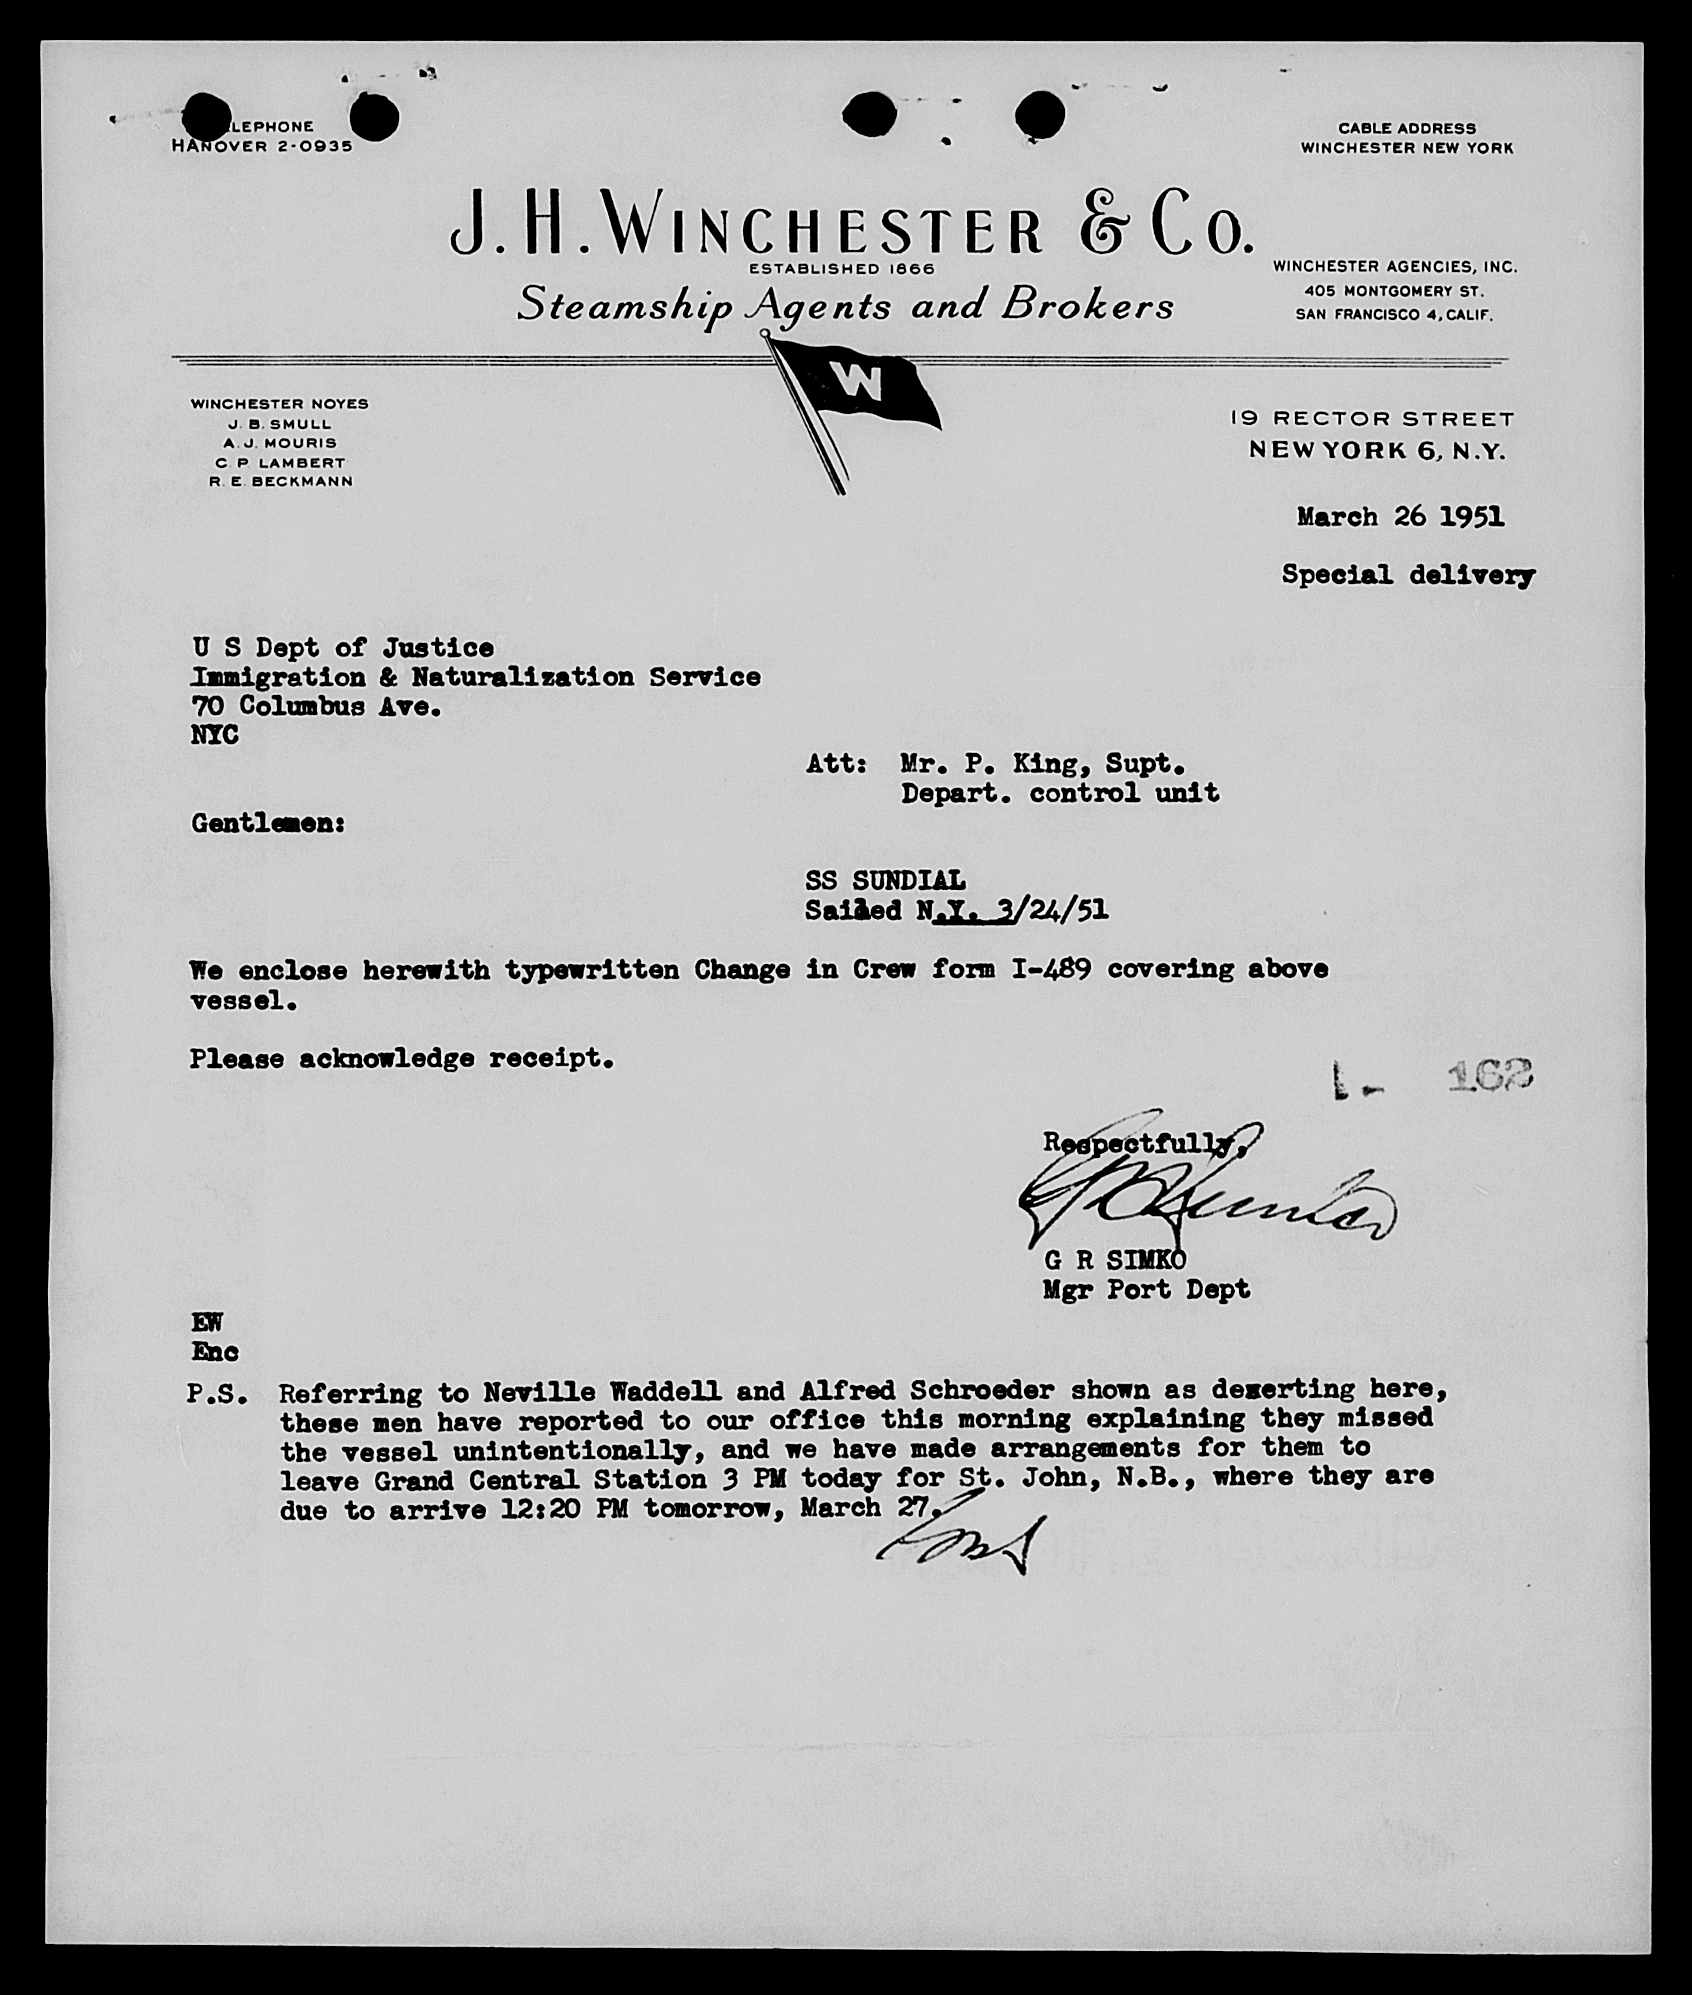 LEPHONE
HANOVER 2-0935
CABLE ADDRESS
WINCHESTER NEW YORK
J. H. WINCHESTER & CO.
ESTABLISHED 1866
Steamship Agents and Brokers
WINCHESTER AGENCIES, INC.
405 MONTGOMERY ST.
SAN FRANCISCO 4, CALIF.
W
WINCHESTER NOYES
J. B. SMULL
A. J. MOURIS
C. P. LAMBERT
R. E. BECKMANN
19 RECTOR STREET
NEW YORK 6, N.Y.
March 26 1951
Special delivery
U S Dept of Justice
Immigration & Naturalization Service
70 Columbus Ave.
NYC
Att: Mr. P. King, Supt.
Depart. control unit
Gentlemen:
SS SUNDIAL
Sailed N.Y. 3/24/51
We enclose herewith typewritten Change in Crew form I-489 covering above
vessel.
Please acknowledge receipt.
1- 162
Respectfully,
G R SIMKO
Mgr Port Dept
EW
Enc
P.S. Referring to Neville Waddell and Alfred Schroeder shown as deserting here,
these men have reported to our office this morning explaining they missed
the vessel unintentionally, and we have made arrangements for them to
leave Grand Central Station 3 PM today for St. John, N.B., where they are
due to arrive 12:20 PM tomorrow, March 27.